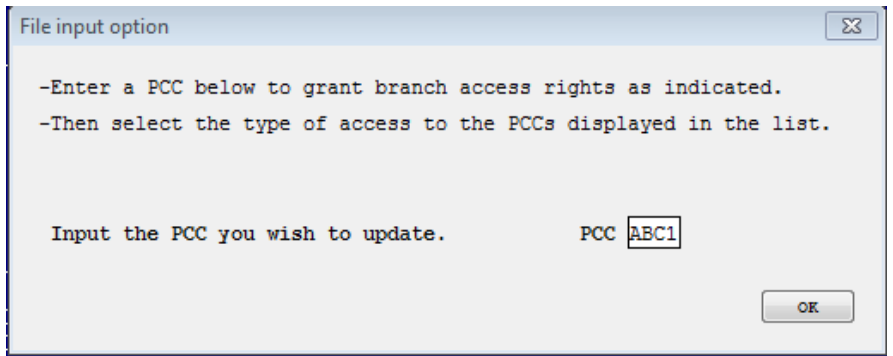 File input option
-Enter a PCC below to grant branch access rights as indicated.
-Then select the type of access to the PCCs displayed in the list.
Input the PCC you wish to update. PCC ABC1
OK